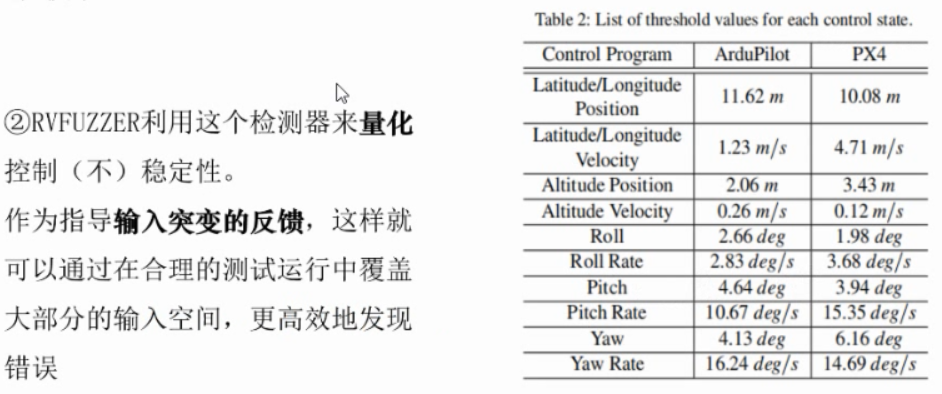 ②RVFUZZER利用这个检测器来量化
控制（不）稳定性。
作为指导输入突变的反馈，这样就
可以通过在合理的测试运行中覆盖
大部分的输入空间，更高效地发现
错误
Table 2: List of threshold values for each control state.
Control Program ArduPilot PX4
Latitude/Longitude
Position 11.62 m 10.08 m
Latitude/Longitude
Velocity 1.23 m/s 4.71 m/s
Altitude Position 2.06 m 3.43 m
Altitude Velocity 0.26 m/s 0.12 m/s
Roll 2.66 deg 1.98 deg
Roll Rate 2.83 deg/s 3.68 deg/s
Pitch 4.64 deg 3.94 deg
Pitch Rate 10.67 deg/s 15.35 deg/s
Yaw 4.13 deg 6.16 deg
Yaw Rate 16.24 deg/s 14.69 deg/s